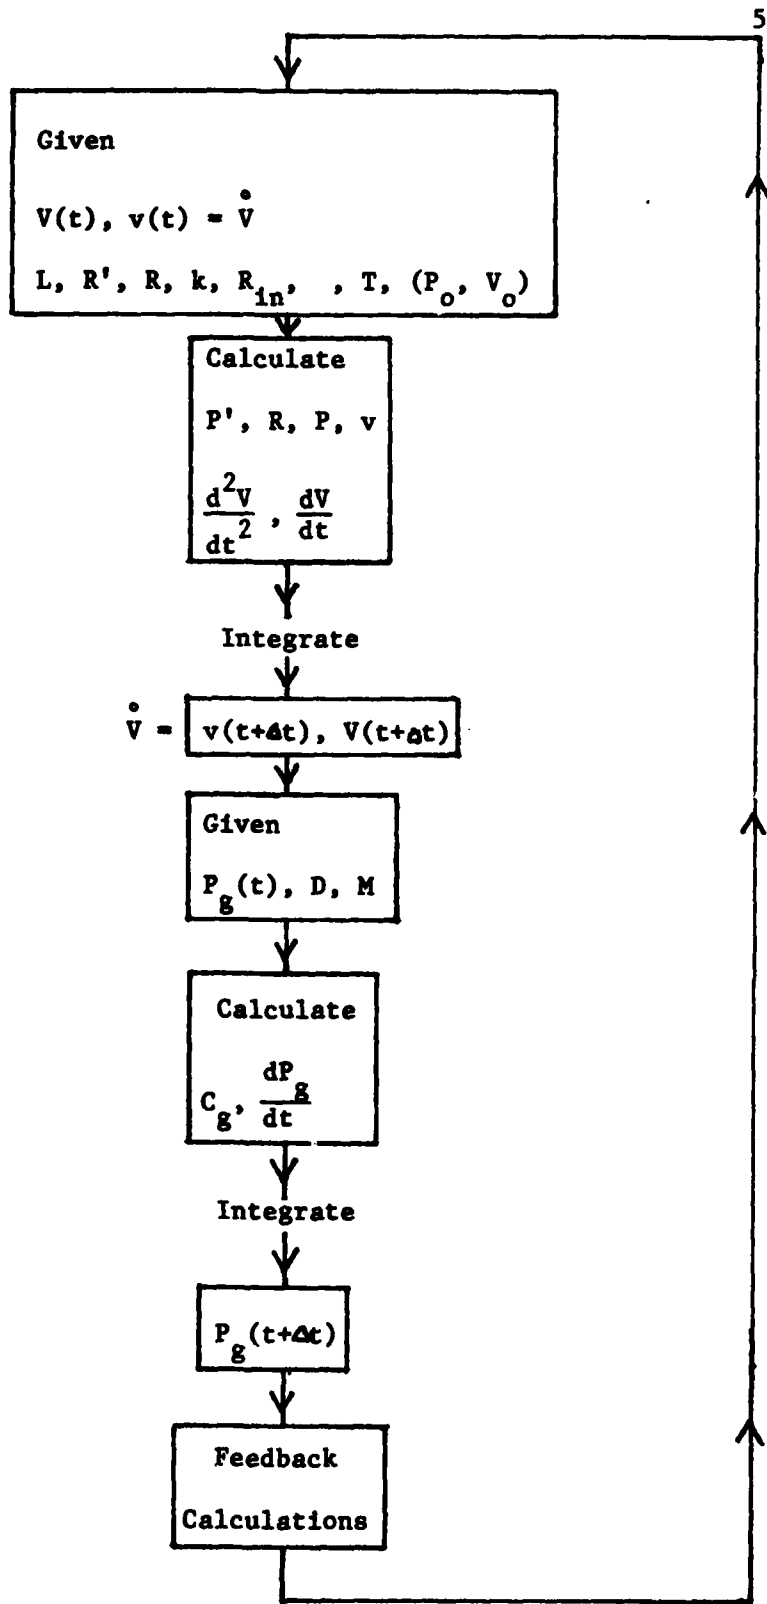 5
Given
V(t), v(t) = V̊
L, R', R, k, R_in, , T, (P_o, V_o)
Calculate
P', R, P, v
d²V/dt² , dV/dt
Integrate
V̊ = v(t+Δt), V(t+Δt)
Given
P_g(t), D, M
Calculate
C_g, dP_g/dt
Integrate
P_g(t+Δt)
Feedback
Calculations